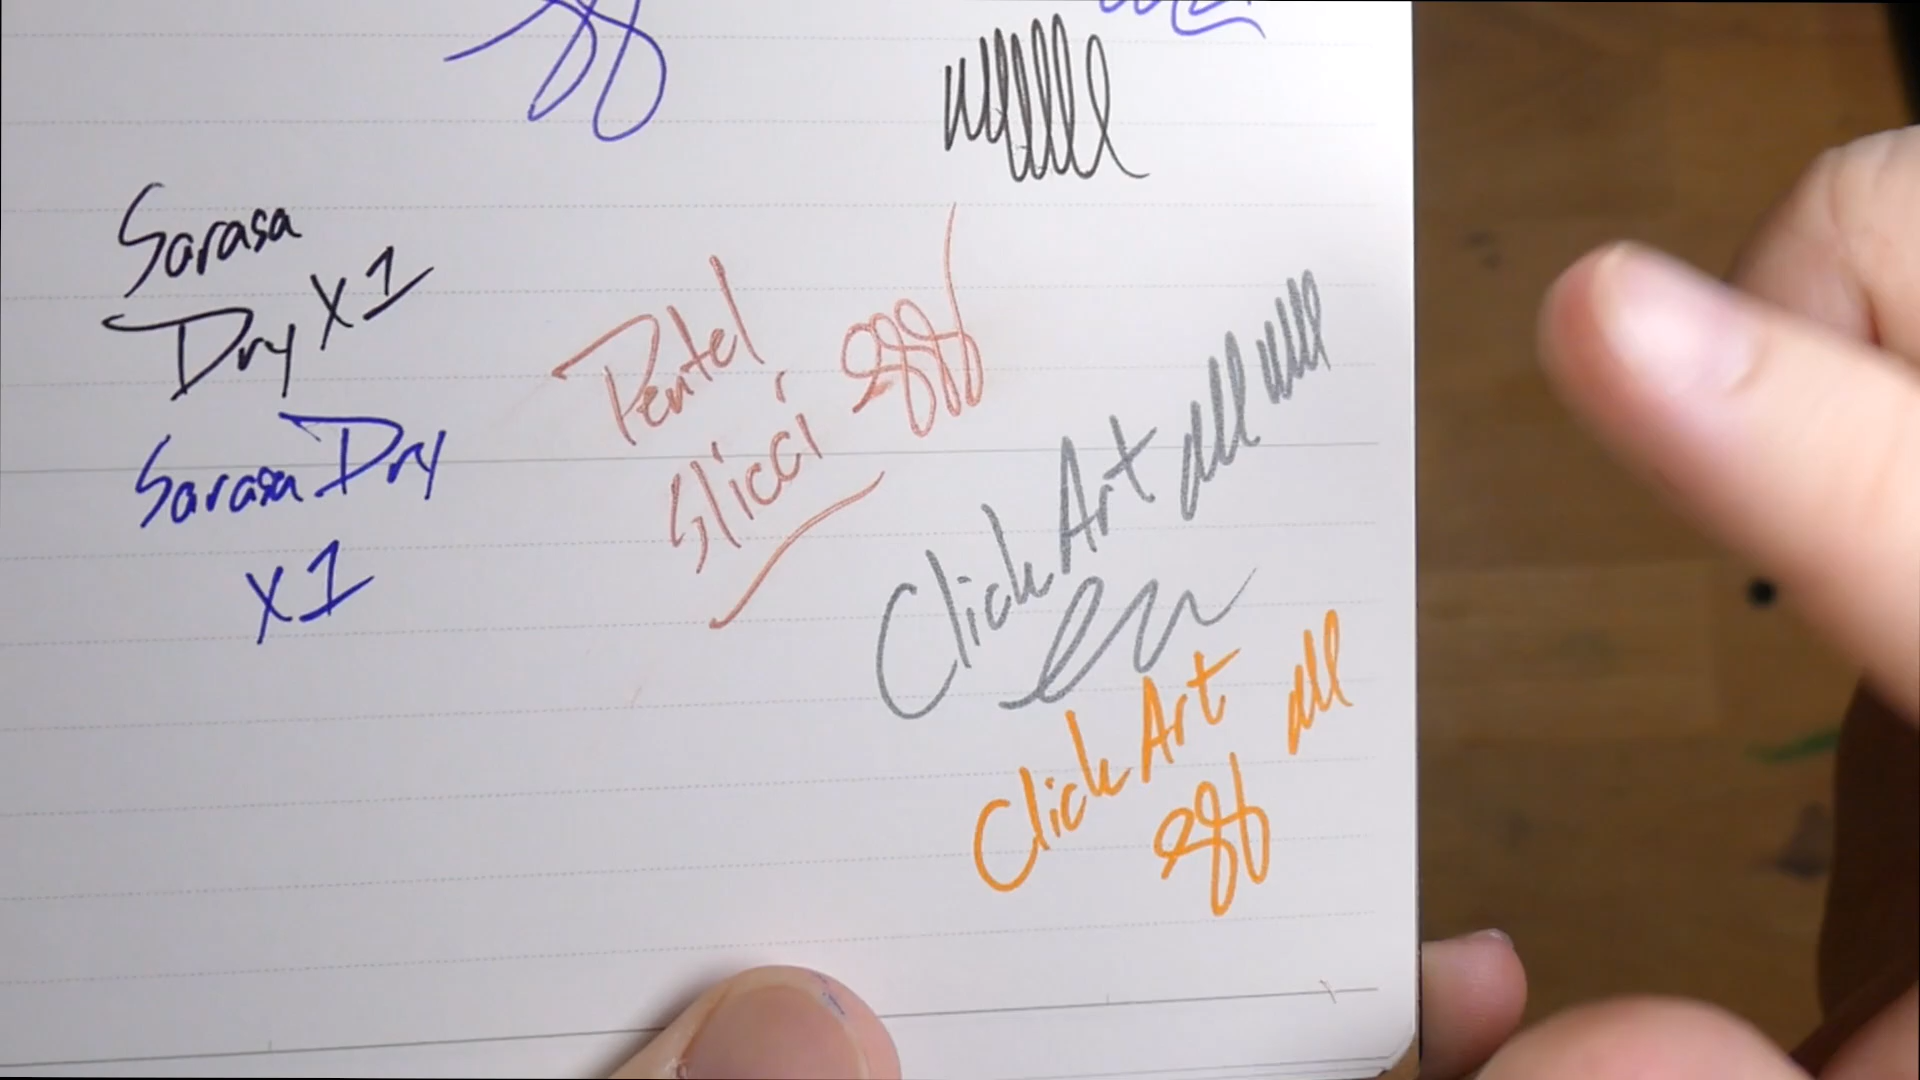 Sarasa
Dry X1
Sarasa Dry
X1
Pentel
Slicci
Click Art
Click Art